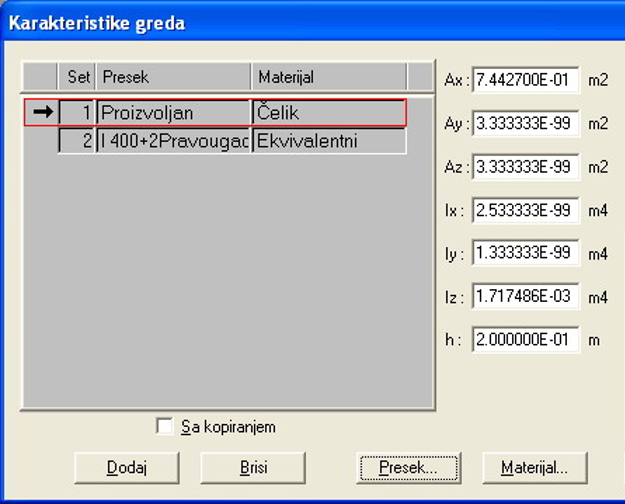 Karakteristike greda
Set Presek Materijal
1 Proizvoljan Čelik
2 I 400+2Pravougac Ekvivalentni
Ax : 7.442700E-01 m2
Ay : 3.333333E-99 m2
Az : 3.333333E-99 m2
Ix : 2.533333E-99 m4
Iy : 1.333333E-99 m4
Iz : 1.717486E-03 m4
h : 2.000000E-01 m
Sa kopiranjem
Dodaj Brisi Presek... Materijal...